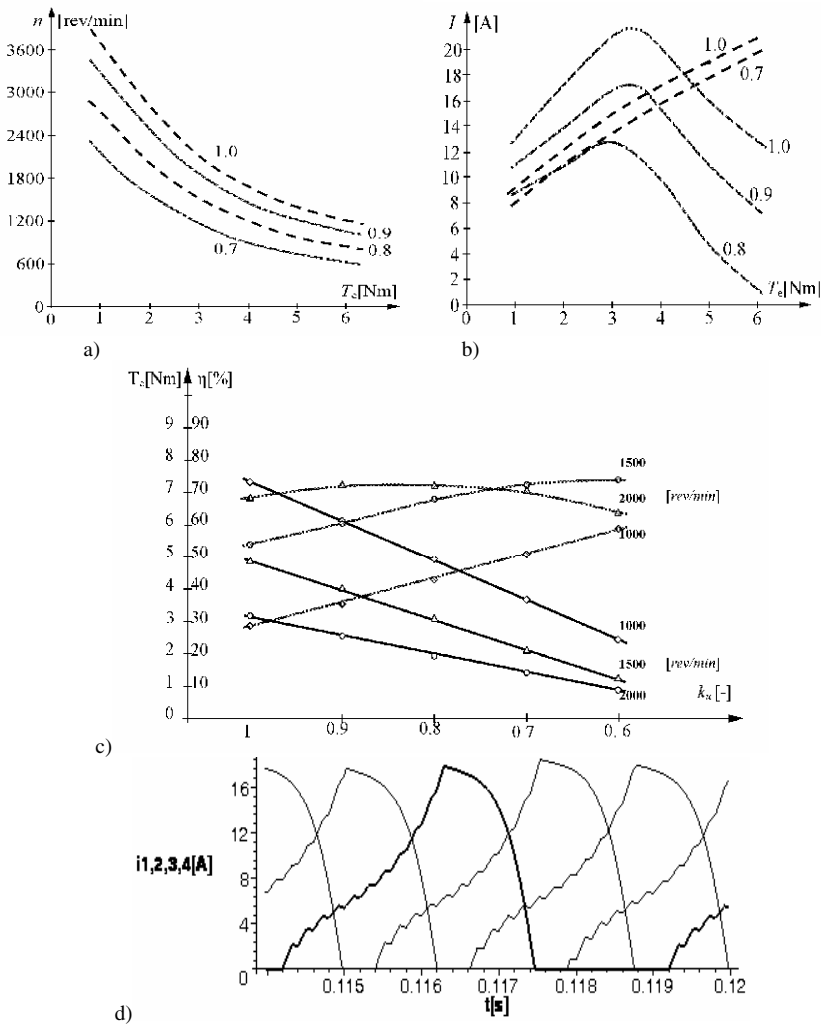 n [rev/min]
3600
3000
2400
1800
1200
600
0
1.0
0.9
0.7
0.8
1 2 3 4 5 6
Te[Nm]
a)
I [A]
20
18
16
14
12
10
8
6
4
2
0
1.0
0.7
1.0
0.9
0.8
1 2 3 4 5 6
Te[Nm]
b)
Te[Nm] η[%]
9 90
8 80
7 70
6 60
5 50
4 40
3 30
2 20
1 10
0
1500
2000 [rev/min]
1000
1000
1500 [rev/min]
2000
ku [-]
1 0.9 0.8 0.7 0.6
c)
16
12
8
4
0
i1,2,3,4[A]
0.115 0.116 0.117 0.118 0.119 0.12
t[s]
d)